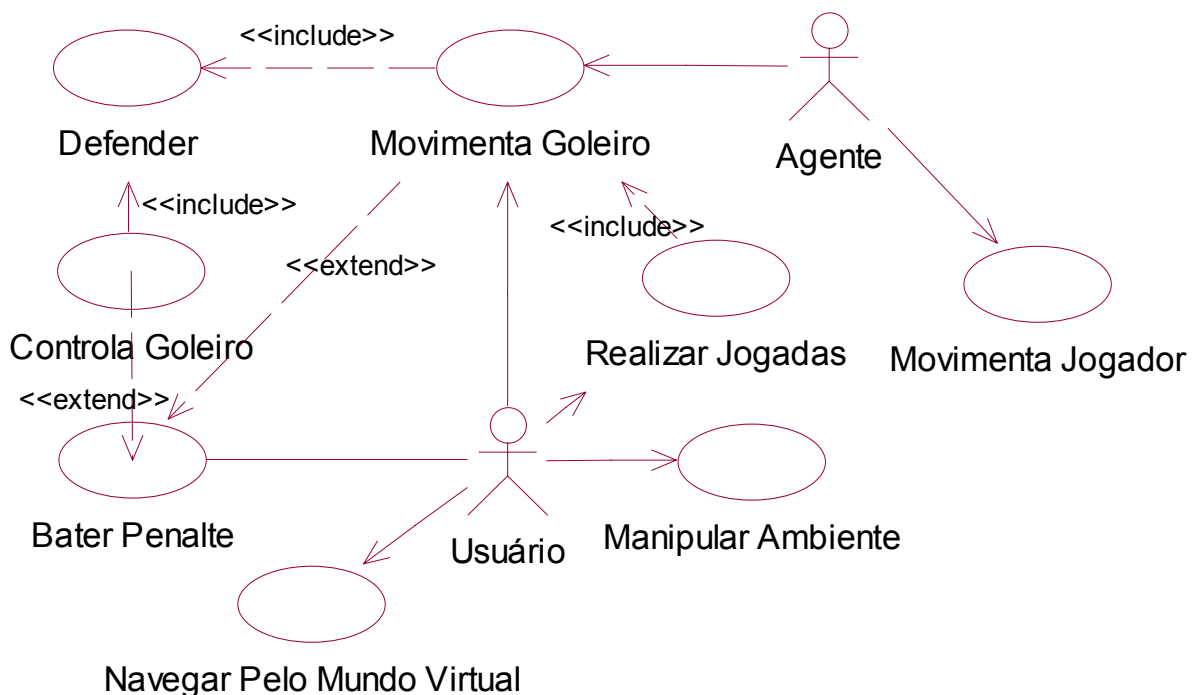 <<include>>
Defender
Movimenta Goleiro
Agente
<<include>>
<<include>>
<<extend>>
Controla Goleiro
Realizar Jogadas
Movimenta Jogador
<<extend>>
Bater Penalte
Usuário
Manipular Ambiente
Navegar Pelo Mundo Virtual